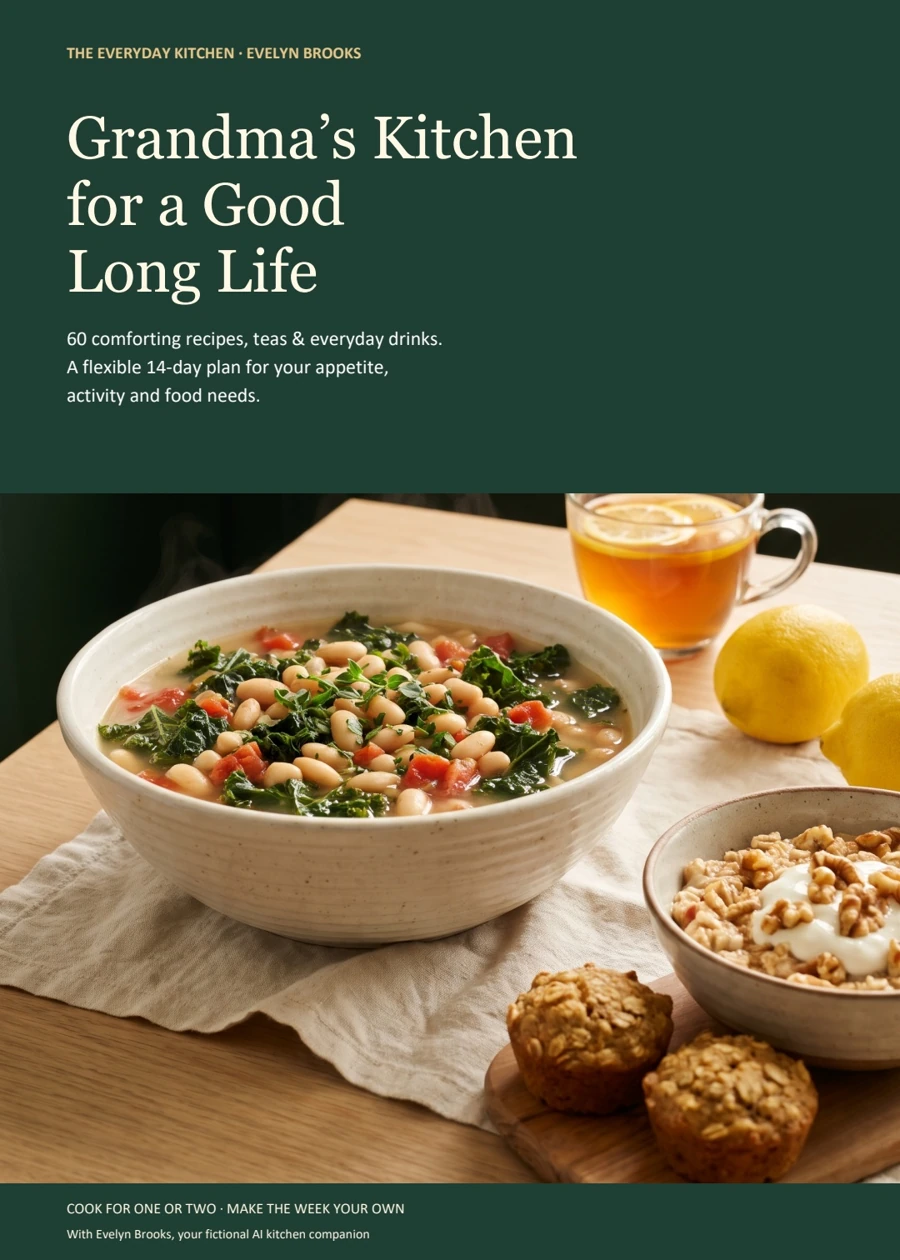 THE EVERYDAY KITCHEN · EVELYN BROOKS
Grandma’s Kitchen
for a Good
Long Life
60 comforting recipes, teas & everyday drinks.
A flexible 14-day plan for your appetite,
activity and food needs.
COOK FOR ONE OR TWO · MAKE THE WEEK YOUR OWN
With Evelyn Brooks, your fictional AI kitchen companion